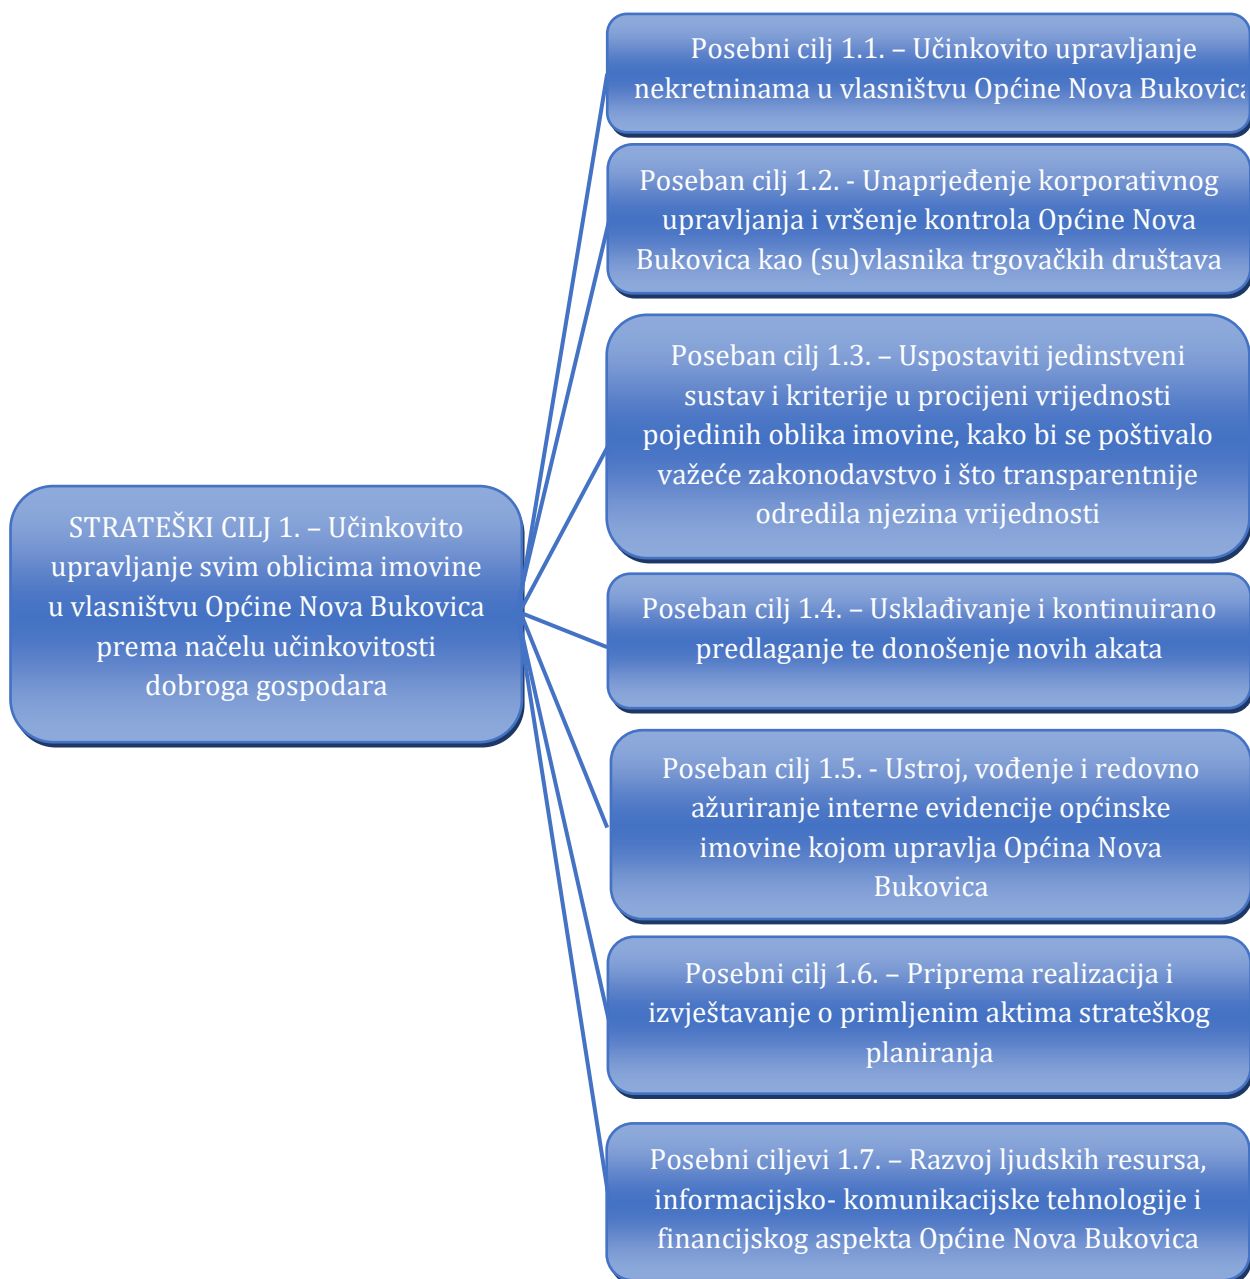 Posebni cilj 1.1. – Učinkovito upravljanje
nekretninama u vlasništvu Općine Nova Bukovica
Poseban cilj 1.2. - Unaprjeđenje korporativnog
upravljanja i vršenje kontrola Općine Nova
Bukovica kao (su)vlasnika trgovačkih društava
Poseban cilj 1.3. – Uspostaviti jedinstveni
sustav i kriterije u procijeni vrijednosti
pojedinih oblika imovine, kako bi se poštivalo
važeće zakonodavstvo i što transparentnije
odredila njezina vrijednosti
STRATEŠKI CILJ 1. – Učinkovito
upravljanje svim oblicima imovine
u vlasništvu Općine Nova Bukovica
prema načelu učinkovitosti
dobroga gospodara
Poseban cilj 1.4. – Usklađivanje i kontinuirano
predlaganje te donošenje novih akata
Poseban cilj 1.5. - Ustroj, vođenje i redovno
ažuriranje interne evidencije općinske
imovine kojom upravlja Općina Nova
Bukovica
Posebni cilj 1.6. – Priprema realizacija i
izvještavanje o primljenim aktima strateškog
planiranja
Posebni ciljevi 1.7. – Razvoj ljudskih resursa,
informacijsko- komunikacijske tehnologije i
financijskog aspekta Općine Nova Bukovica